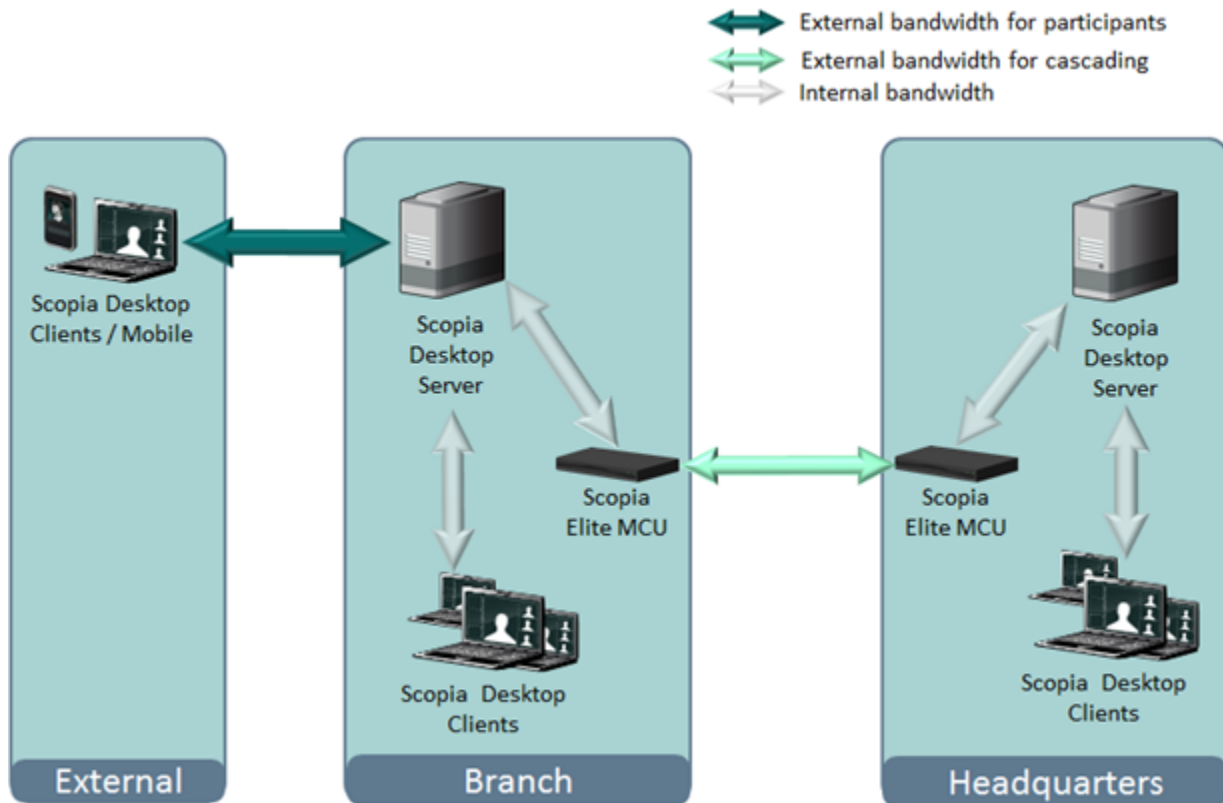 External bandwidth for participants
External bandwidth for cascading
Internal bandwidth
Scopia Desktop
Clients / Mobile
Scopia
Desktop
Server
Scopia
Elite MCU
Scopia Desktop
Clients
Scopia
Desktop
Server
Scopia
Elite MCU
Scopia Desktop
Clients
External
Branch
Headquarters